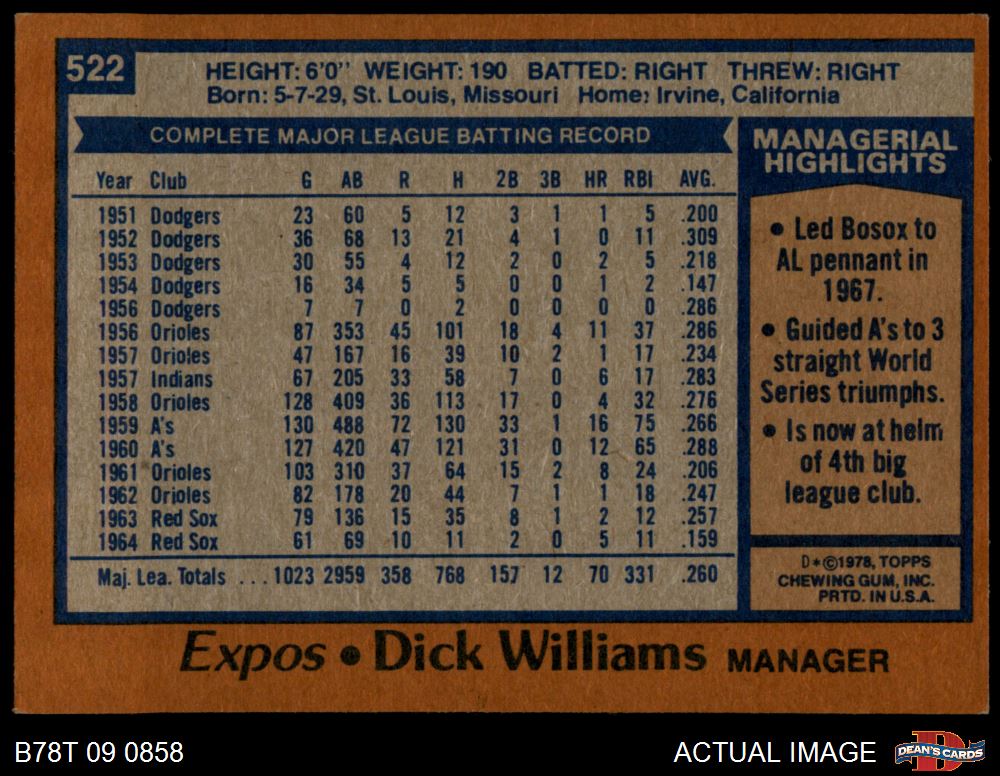 522
HEIGHT: 6'0" WEIGHT: 190 BATTED: RIGHT THREW: RIGHT
Born: 5-7-29, St. Louis, Missouri Home: Irvine, California
COMPLETE MAJOR LEAGUE BATTING RECORD
Year Club G AB R H 2B 3B HR RBI AVG.
1951 Dodgers 23 60 5 12 3 1 1 5 .200
1952 Dodgers 36 68 13 21 4 1 0 11 .309
1953 Dodgers 30 55 4 12 2 0 2 5 .218
1954 Dodgers 16 34 5 5 0 0 1 2 .147
1956 Dodgers 7 7 0 2 0 0 0 0 .286
1956 Orioles 87 353 45 101 18 4 11 37 .286
1957 Orioles 47 167 16 39 10 2 1 17 .234
1957 Indians 67 205 33 58 7 0 6 17 .283
1958 Orioles 128 409 36 113 17 0 4 32 .276
1959 A's 130 488 72 130 33 1 16 75 .266
1960 A's 127 420 47 121 31 0 12 65 .288
1961 Orioles 103 310 37 64 15 2 8 24 .206
1962 Orioles 82 178 20 44 7 1 1 18 .247
1963 Red Sox 79 136 15 35 8 1 2 12 .257
1964 Red Sox 61 69 10 11 2 0 5 11 .159
Maj. Lea. Totals ... 1023 2959 358 768 157 12 70 331 .260
MANAGERIAL
HIGHLIGHTS
• Led Bosox to
AL pennant in
1967.
• Guided A's to 3
straight World
Series triumphs.
• Is now at helm
of 4th big
league club.
D*©1978, TOPPS
CHEWING GUM, INC.
PRTD. IN U.S.A.
Expos • Dick Williams MANAGER
B78T 09 0858
ACTUAL IMAGE
D
DEAN'S CARDS